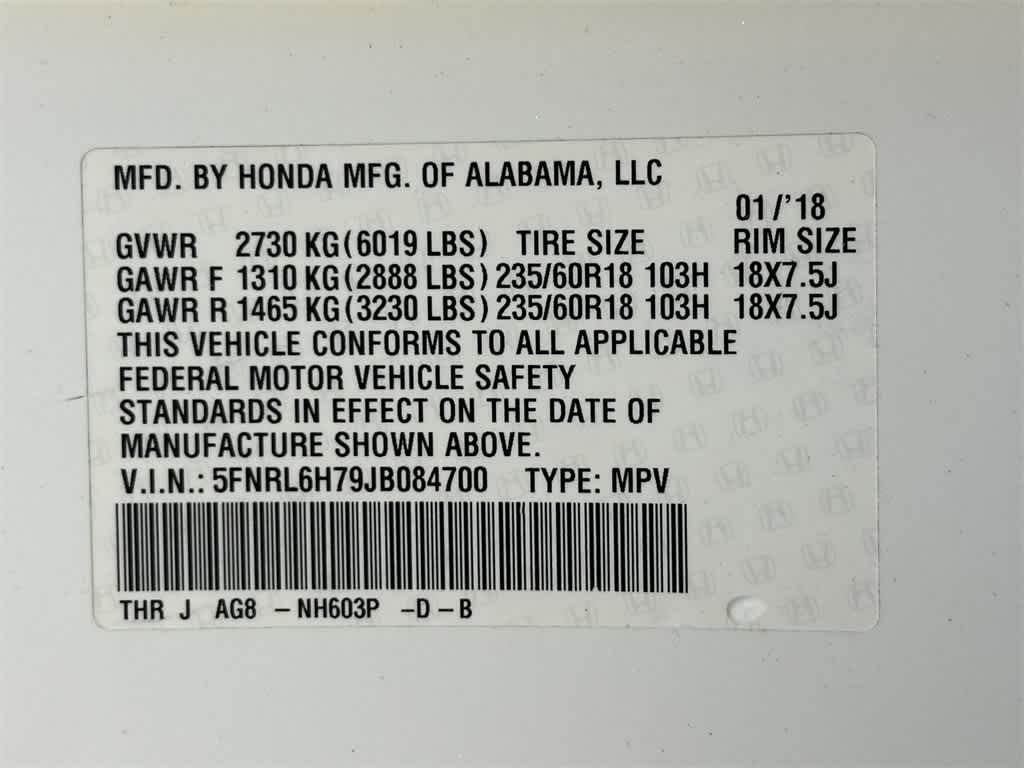 MFD. BY HONDA MFG. OF ALABAMA, LLC
01/'18
GVWR 2730 KG(6019 LBS) TIRE SIZE RIM SIZE
GAWR F 1310 KG(2888 LBS) 235/60R18 103H 18X7.5J
GAWR R 1465 KG(3230 LBS) 235/60R18 103H 18X7.5J
THIS VEHICLE CONFORMS TO ALL APPLICABLE
FEDERAL MOTOR VEHICLE SAFETY
STANDARDS IN EFFECT ON THE DATE OF
MANUFACTURE SHOWN ABOVE.
V.I.N.: 5FNRL6H79JB084700 TYPE: MPV
THR J AG8 -NH603P -D-B